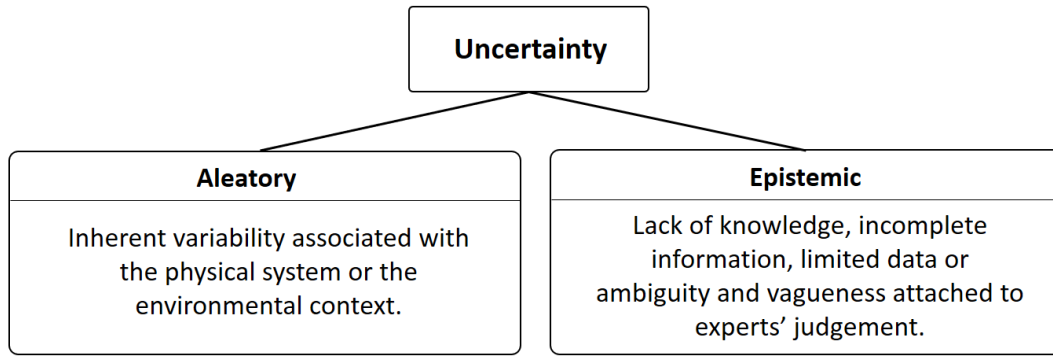 Uncertainty
Aleatory
Inherent variability associated with
the physical system or the
environmental context.
Epistemic
Lack of knowledge, incomplete
information, limited data or
ambiguity and vagueness attached to
experts’ judgement.